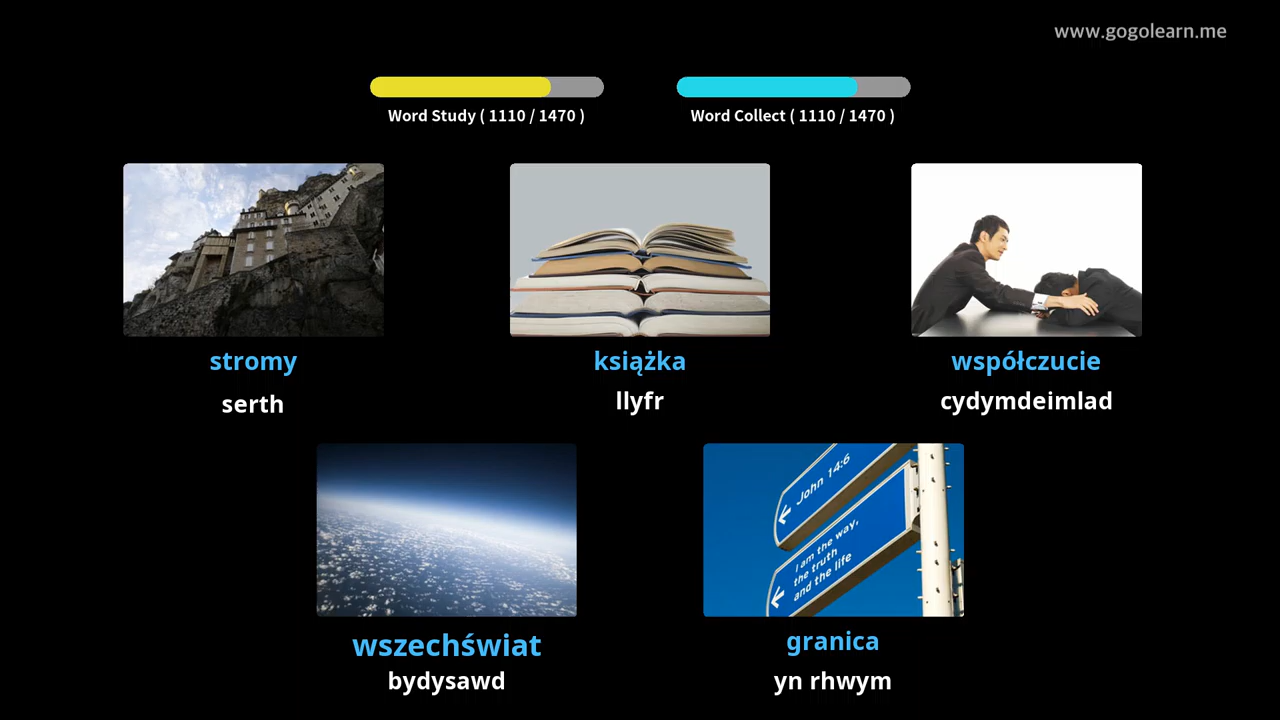 www.gogolearn.me
Word Study ( 1110 / 1470 )
Word Collect ( 1110 / 1470 )
stromy
serth
książka
llyfr
współczucie
cydymdeimlad
wszechświat
bydysawd
John 14:6
I am the way,
the truth
and the life
granica
yn rhwym